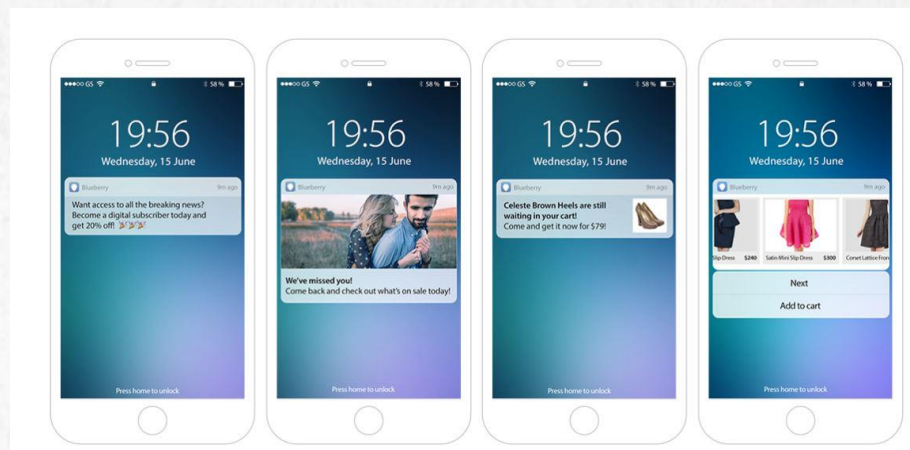 ●●●○○ GS 58 %
19:56
Wednesday, 15 June
Blueberry 9m ago
Want access to all the breaking news?
Become a digital subscriber today and
get 20% off! 🎉🎉🎉
Press home to unlock
●●●○○ GS 58 %
19:56
Wednesday, 15 June
Blueberry 9m ago
We've missed you!
Come back and check out what's on sale today!
Press home to unlock
●●●○○ GS 58 %
19:56
Wednesday, 15 June
Blueberry 9m ago
Celeste Brown Heels are still
waiting in your cart!
Come and get it now for $79!
Press home to unlock
●●●○○ GS 58 %
19:56
Wednesday, 15 June
Blueberry 9m ago
Slip Dress $240 Satin Mini Slip Dress $300 Corset Lattice Fron
Next
Add to cart
Press home to unlock